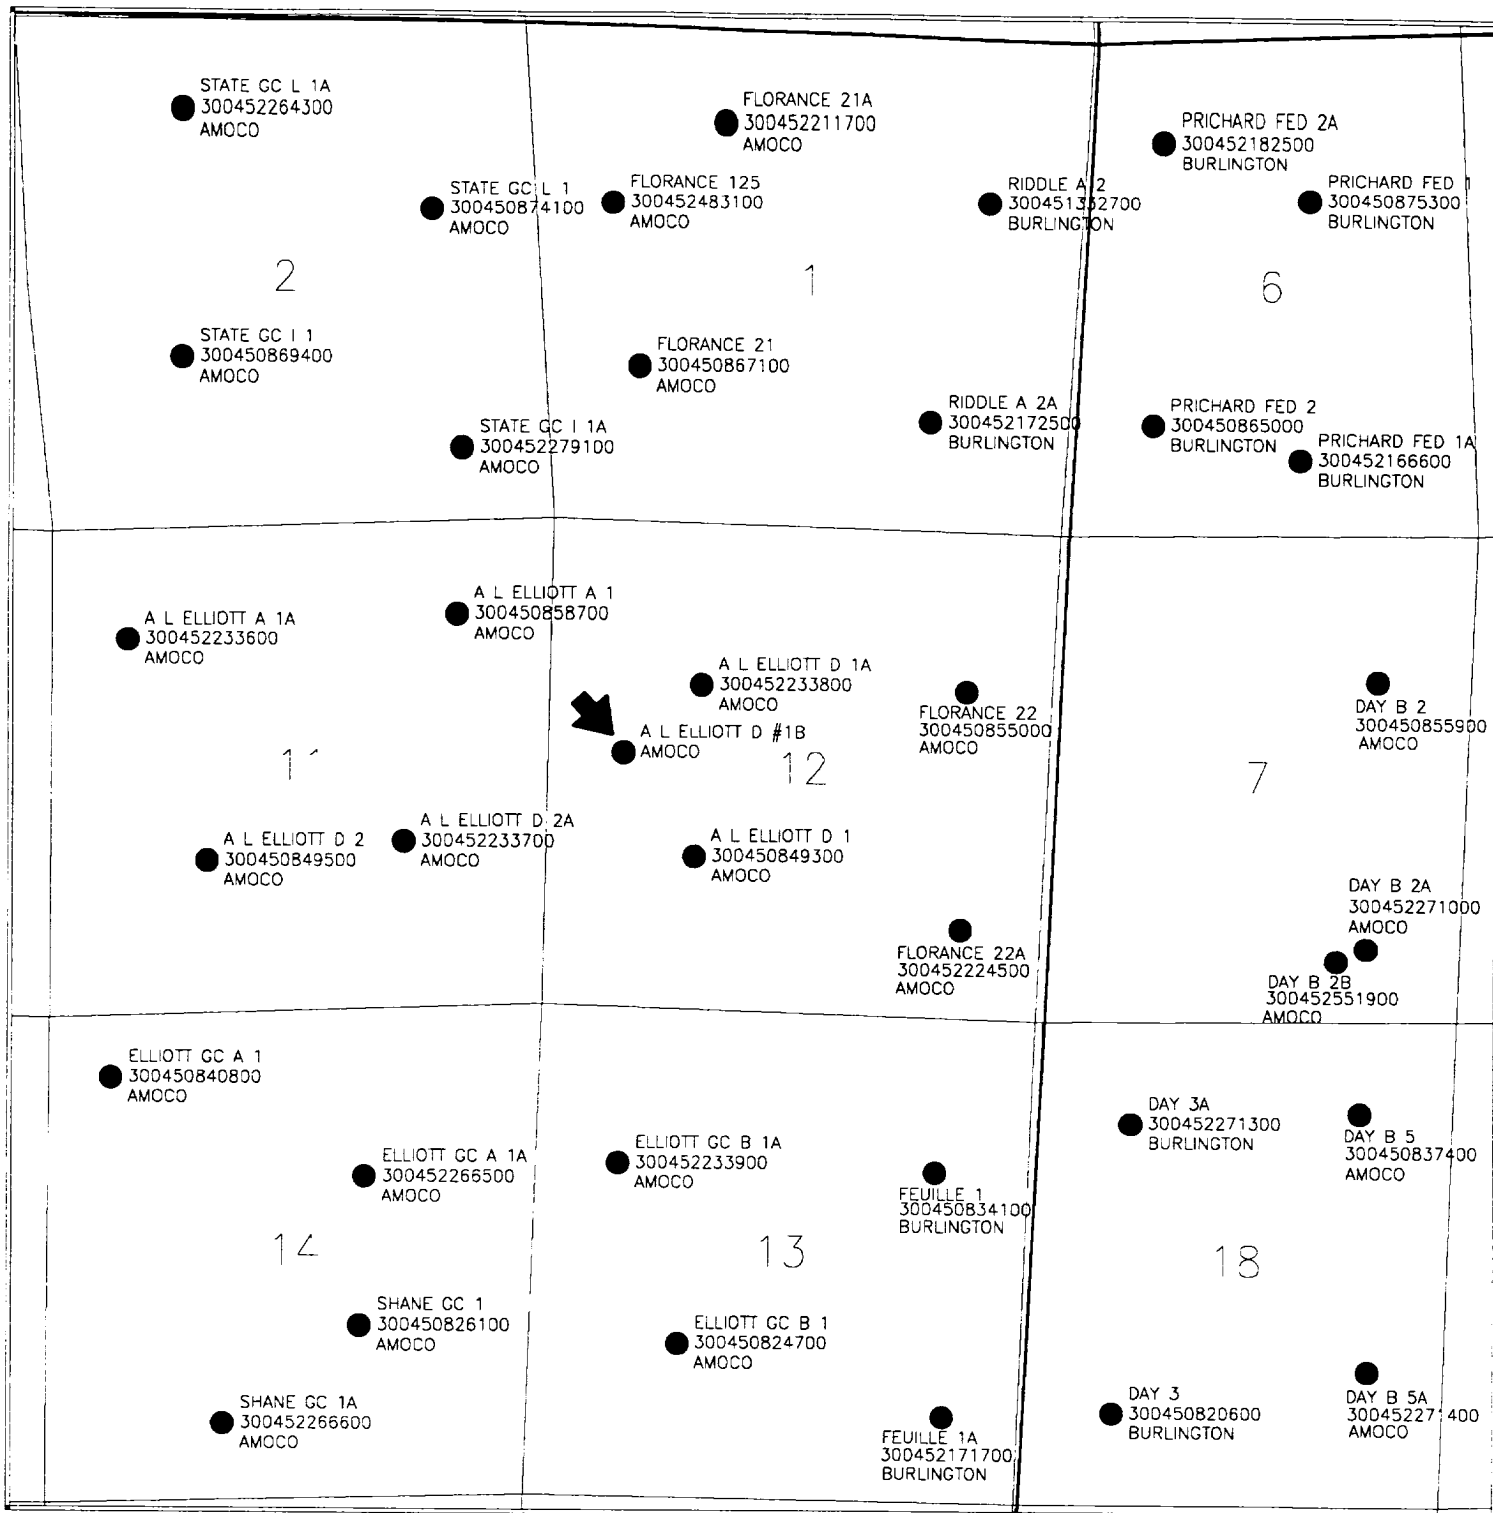 STATE GC L 1A
300452264300
AMOCO
STATE GC L 1
300450874100
AMOCO
2
STATE GC I 1
300450869400
AMOCO
STATE GC I 1A
300452279100
AMOCO
FLORANCE 21A
300452211700
AMOCO
FLORANCE 125
300452483100
AMOCO
RIDDLE A 2
300451332700
BURLINGTON
1
FLORANCE 21
300450867100
AMOCO
RIDDLE A 2A
300452172500
BURLINGTON
PRICHARD FED 2A
300452182500
BURLINGTON
PRICHARD FED 1
300450875300
BURLINGTON
6
PRICHARD FED 2
300450865000
BURLINGTON
PRICHARD FED 1A
300452166600
BURLINGTON
A L ELLIOTT A 1
300450858700
AMOCO
A L ELLIOTT A 1A
300452233600
AMOCO
11
A L ELLIOTT D 2
300450849500
AMOCO
A L ELLIOTT D 2A
300452233700
AMOCO
A L ELLIOTT D 1A
300452233800
AMOCO
A L ELLIOTT D #1B
AMOCO
12
FLORANCE 22
300450855000
AMOCO
A L ELLIOTT D 1
300450849300
AMOCO
FLORANCE 22A
300452224500
AMOCO
DAY B 2
300450855900
AMOCO
7
DAY B 2A
300452271000
AMOCO
DAY B 2B
300452551900
AMOCO
ELLIOTT GC A 1
300450840800
AMOCO
ELLIOTT GC A 1A
300452266500
AMOCO
14
SHANE GC 1
300450826100
AMOCO
SHANE GC 1A
300452266600
AMOCO
ELLIOTT GC B 1A
300452233900
AMOCO
FEUILLE 1
300450834100
BURLINGTON
13
ELLIOTT GC B 1
300450824700
AMOCO
FEUILLE 1A
300452171700
BURLINGTON
DAY 3A
300452271300
BURLINGTON
DAY B 5
300450837400
AMOCO
18
DAY 3
300450820600
BURLINGTON
DAY B 5A
300452271400
AMOCO